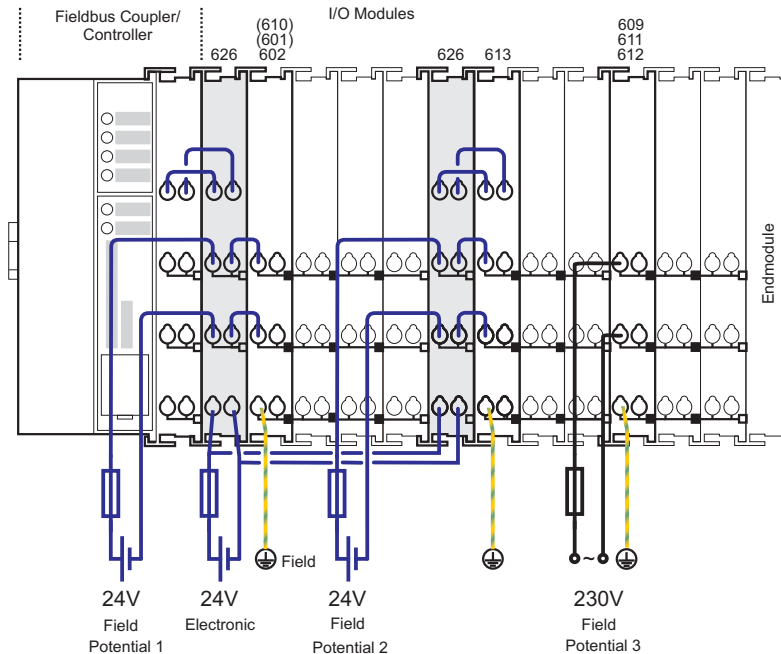 Fieldbus Coupler/
Controller
I/O Modules
626
(610)
(601)
602
626
613
609
611
612
Endmodule
Field
~
24V
Field
Potential 1
24V
Electronic
24V
Field
Potential 2
230V
Field
Potential 3